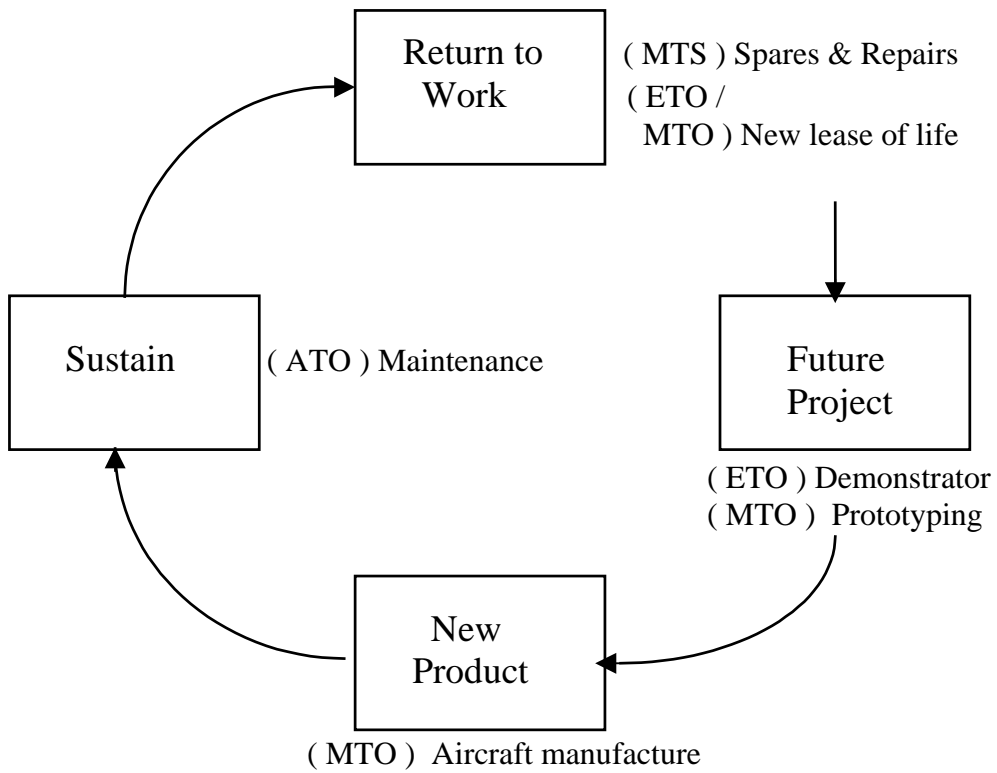 Return to
Work
( MTS ) Spares & Repairs
( ETO /
MTO ) New lease of life
Sustain
( ATO ) Maintenance
Future
Project
( ETO ) Demonstrator
( MTO ) Prototyping
New
Product
( MTO ) Aircraft manufacture